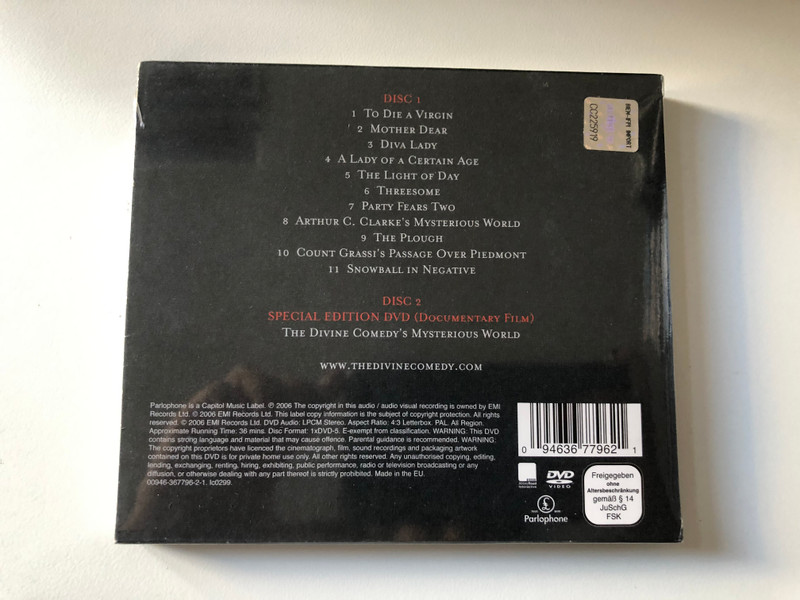 DISC 1
1 To Die a Virgin
2 Mother Dear
3 Diva Lady
4 A Lady of a Certain Age
5 The Light of Day
6 Threesome
7 Party Fears Two
8 Arthur C. Clarke's Mysterious World
9 The Plough
10 Count Grassi's Passage Over Piedmont
11 Snowball in Negative
DISC 2
SPECIAL EDITION DVD (Documentary Film)
The Divine Comedy's Mysterious World
www.thedivinecomedy.com
Parlophone is a Capitol Music Label. ℗ 2006 The copyright in this audio / audio visual recording is owned by EMI
Records Ltd. © 2006 EMI Records Ltd. This label copy information is the subject of copyright protection. All rights
reserved. © 2006 EMI Records Ltd. DVD Audio: LPCM Stereo. Aspect Ratio: 4:3 Letterbox. PAL. All Region.
Approximate Running Time: 36 mins. Disc Format: 1xDVD-5. E-exempt from classification. WARNING: This DVD
contains strong language and material that may cause offence. Parental guidance is recommended. WARNING:
The copyright proprietors have licenced the cinematograph, film, sound recordings and packaging artwork
contained on this DVD is for private home use only. All other rights reserved. Any unauthorised copying, editing,
lending, exchanging, renting, hiring, exhibiting, public performance, radio or television broadcasting or any
diffusion, or otherwise dealing with any part thereof is strictly prohibited. Made in the EU.
00946-367796-2-1. lc0299.
CC225919
0 94636 77962 1
DVD
VIDEO
Parlophone
Freigegeben
ohne
Altersbeschränkung
gemäß § 14
JuSchG
FSK